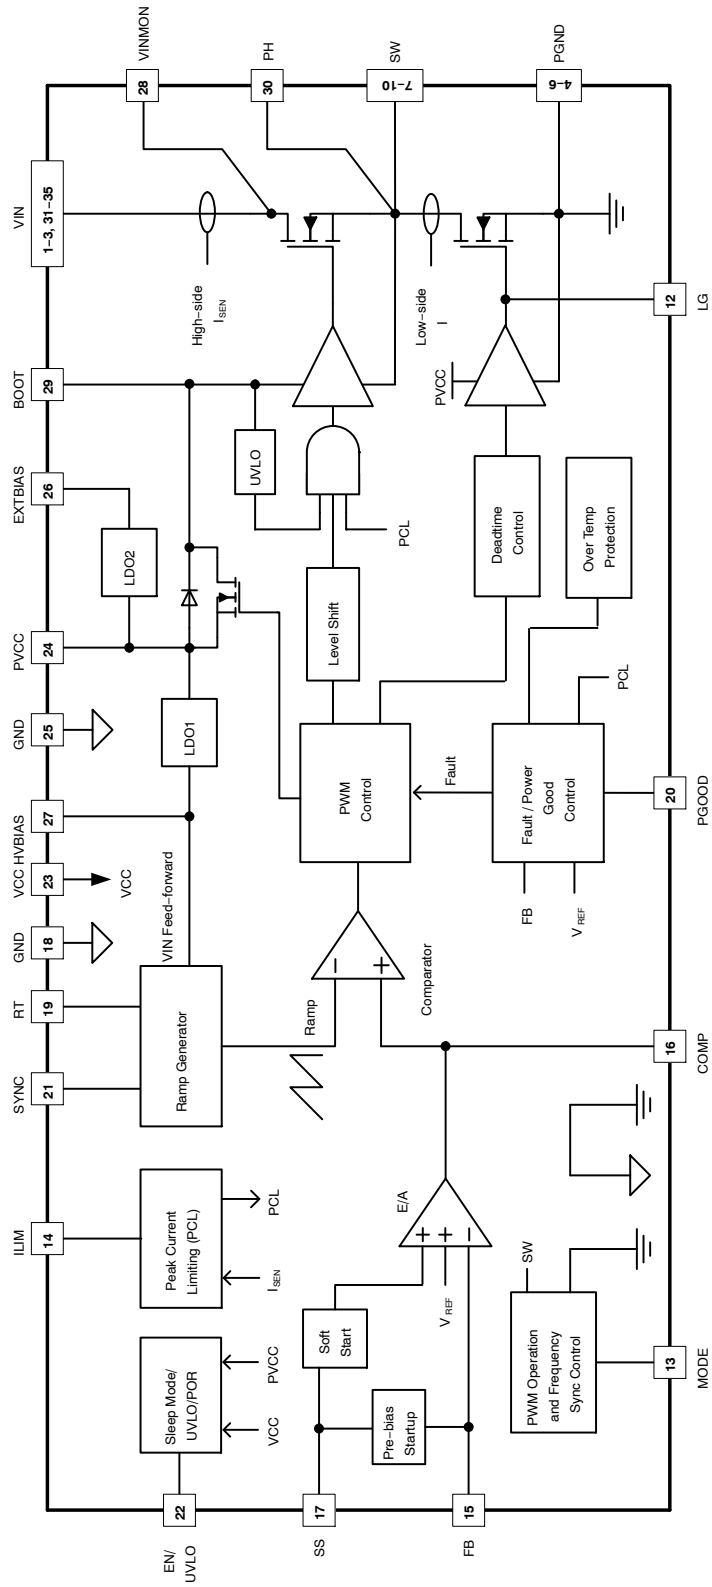 EN/
UVLO
22
ILIM
14
SYNC
21
RT
19
GND
18
VCC
23
HVBIAS
27
GND
25
PVCC
24
EXTBIAS
26
BOOT
29
VIN
1–3, 31–35
VINMON
28
PH
30
SW
7–10
PGND
4–6
Sleep Mode/
UVLO/POR
VCC
PVCC
Peak Current
Limiting (PCL)
ISEN
PCL
Ramp Generator
VIN Feed–forward
VCC
LDO1
LDO2
UVLO
High–side
ISEN
SS
17
Soft
Start
Pre–bias
Startup
FB
15
VREF
E/A
+
+
–
Ramp
–
+
Comparator
PWM
Control
Level Shift
PCL
Low–side
I
PVCC
Fault
Deadtime
Control
Fault / Power
Good
Control
FB
VREF
PCL
Over Temp
Protection
SW
PWM Operation
and Frequency
Sync Control
13
MODE
16
COMP
20
PGOOD
12
LG